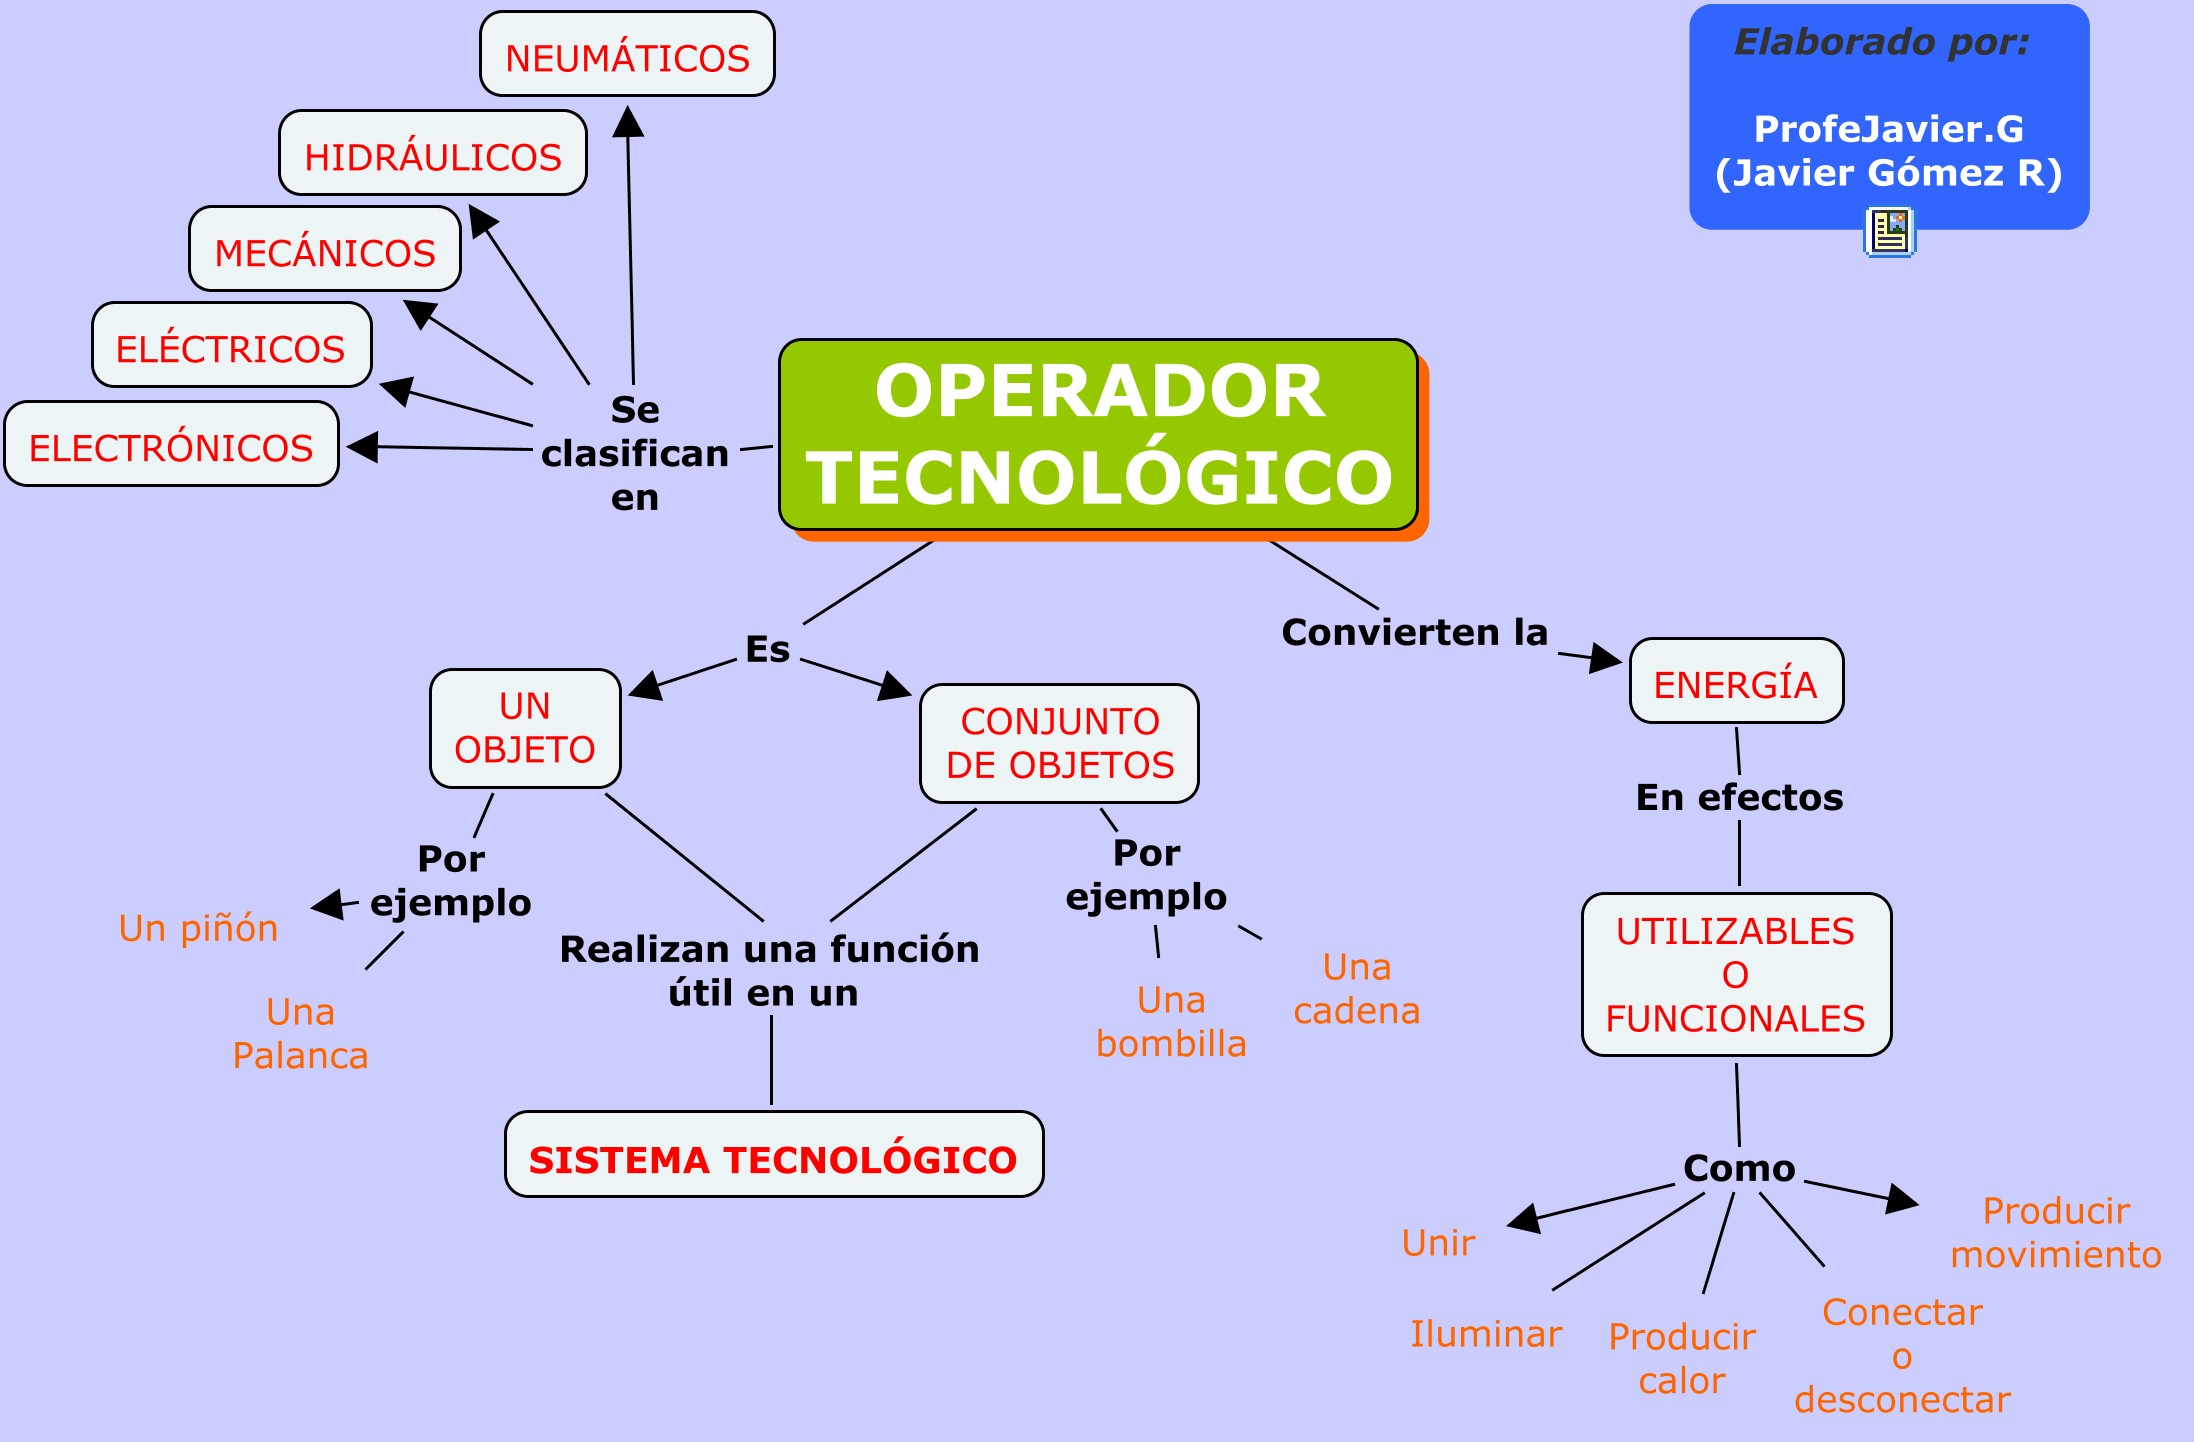 NEUMÁTICOS
HIDRÁULICOS
MECÁNICOS
ELÉCTRICOS
ELECTRÓNICOS
Se
clasifican
en
OPERADOR
TECNOLÓGICO
Elaborado por:
ProfeJavier.G
(Javier Gómez R)
Es
UN
OBJETO
CONJUNTO
DE OBJETOS
Por
ejemplo
Un piñón
Una
Palanca
Realizan una función
útil en un
SISTEMA TECNOLÓGICO
Por
ejemplo
Una
bombilla
Una
cadena
Convierten la
ENERGÍA
En efectos
UTILIZABLES
O
FUNCIONALES
Como
Unir
Iluminar
Producir
calor
Conectar
o
desconectar
Producir
movimiento